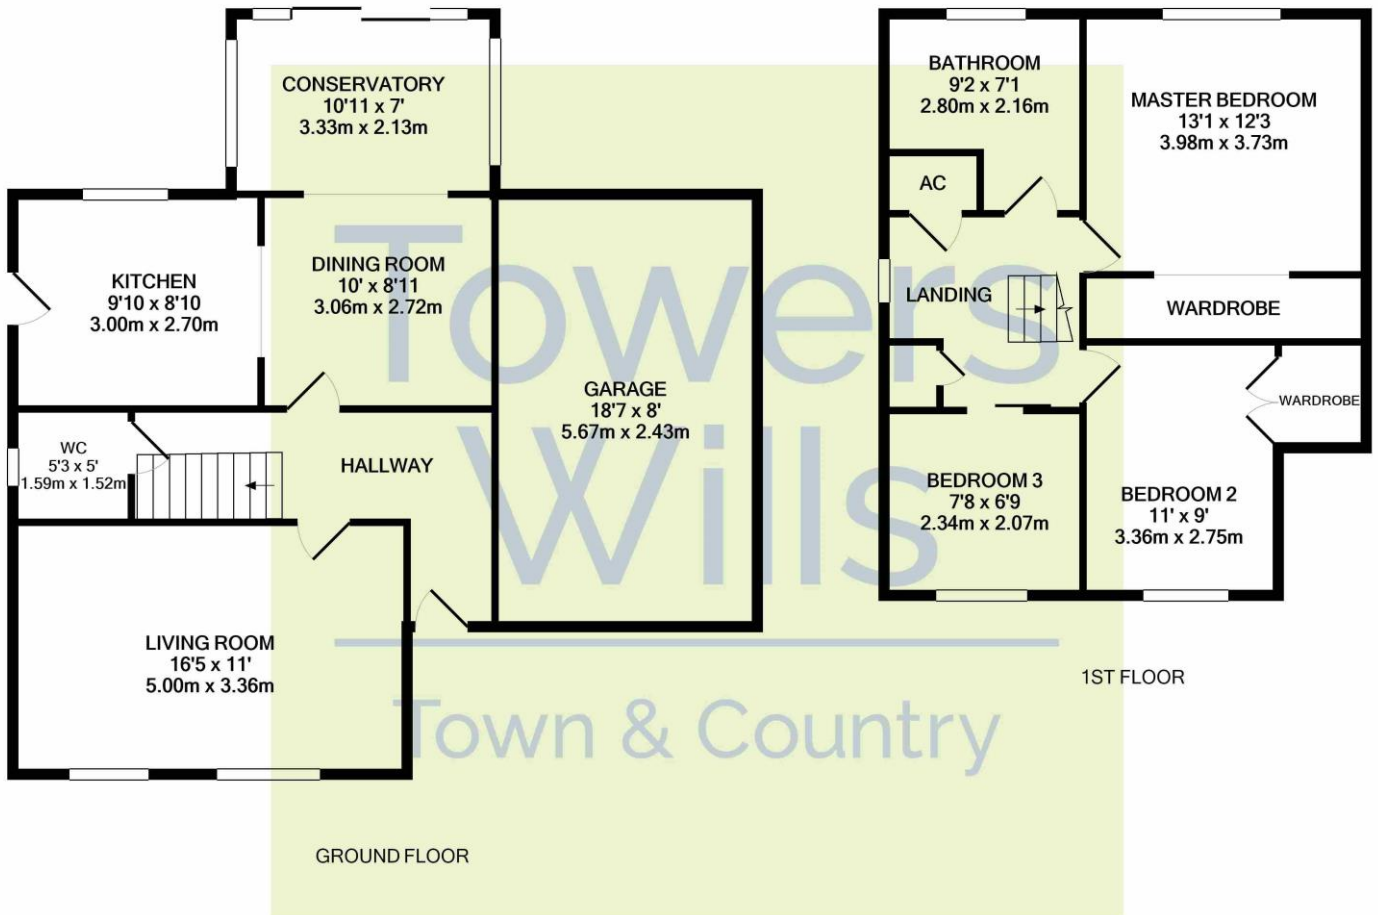 CONSERVATORY
10'11 x 7'
3.33m x 2.13m
KITCHEN
9'10 x 8'10
3.00m x 2.70m
DINING ROOM
10' x 8'11
3.06m x 2.72m
GARAGE
18'7 x 8'
5.67m x 2.43m
WC
5'3 x 5'
1.59m x 1.52m
HALLWAY
LIVING ROOM
16'5 x 11'
5.00m x 3.36m
GROUND FLOOR
BATHROOM
9'2 x 7'1
2.80m x 2.16m
MASTER BEDROOM
13'1 x 12'3
3.98m x 3.73m
AC
LANDING
WARDROBE
WARDROBE
BEDROOM 3
7'8 x 6'9
2.34m x 2.07m
BEDROOM 2
11' x 9'
3.36m x 2.75m
1ST FLOOR
Towers
Wills
Town & Country